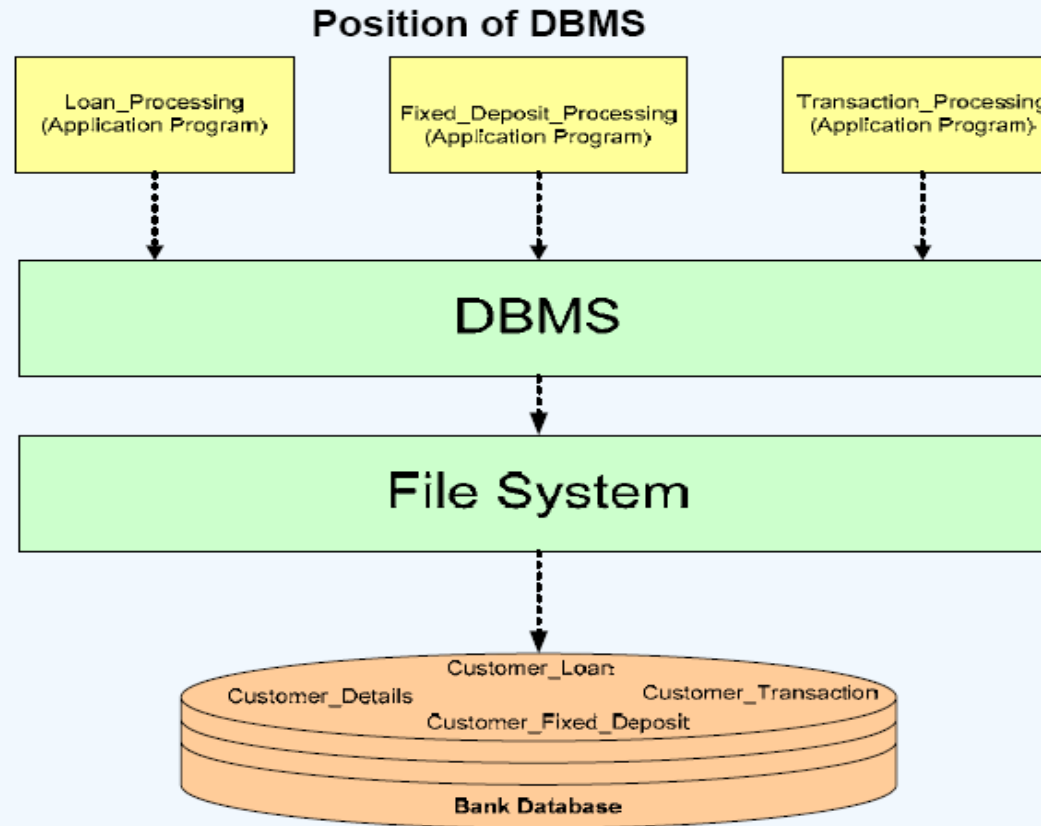 Position of DBMS
Loan_Processing
(Application Program)
Fixed_Deposit_Processing
(Application Program)
Transaction_Processing
(Application Program)
DBMS
File System
Customer_Loan
Customer_Details
Customer_Transaction
Customer_Fixed_Deposit
Bank Database